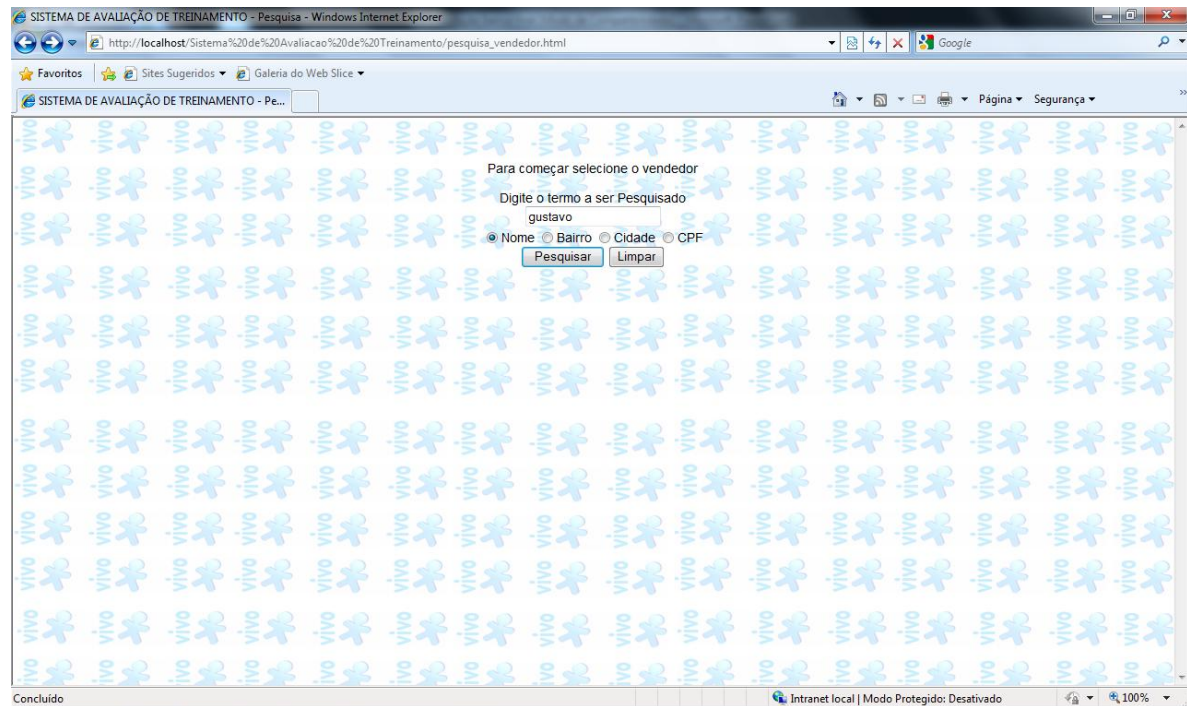 SISTEMA DE AVALIAÇÃO DE TREINAMENTO - Pesquisa - Windows Internet Explorer
http://localhost/Sistema%20de%20Avaliacao%20de%20Treinamento/pesquisa_vendedor.html
Google
Favoritos Sites Sugeridos Galeria do Web Slice
SISTEMA DE AVALIAÇÃO DE TREINAMENTO - Pe...
Página Segurança
Para começar selecione o vendedor
Digite o termo a ser Pesquisado
gustavo
Nome Bairro Cidade CPF
Pesquisar Limpar
vivo
Concluído
Intranet local | Modo Protegido: Desativado
100%